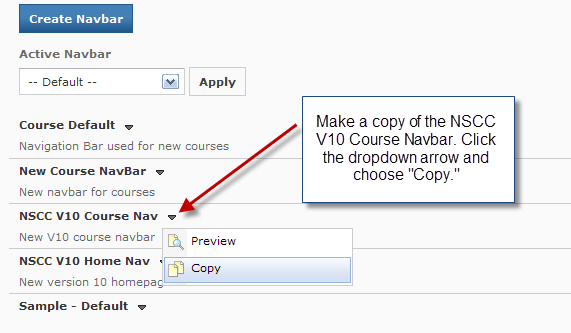 Create Navbar
Active Navbar
-- Default --
Apply
Make a copy of the NSCC
V10 Course Navbar. Click
the dropdown arrow and
choose "Copy."
Course Default
Navigation Bar used for new courses
New Course NavBar
New navbar for courses
NSCC V10 Course Nav
New V10 course navbar
Preview
NSCC V10 Home Nav
Copy
New version 10 homepag
Sample - Default